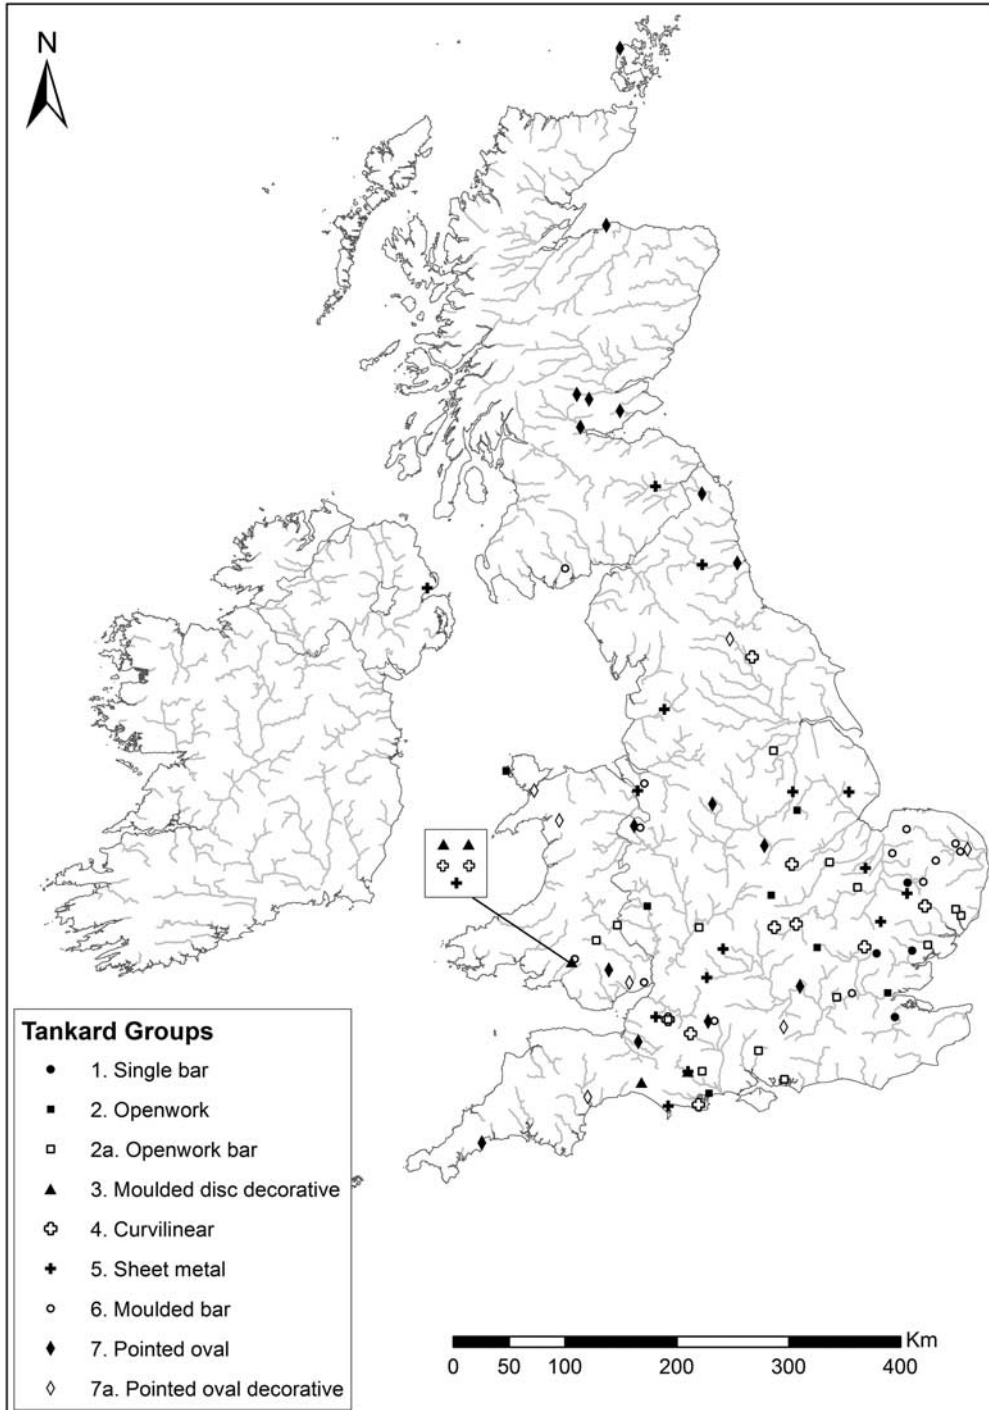 N
Tankard Groups
1. Single bar
2. Openwork
2a. Openwork bar
3. Moulded disc decorative
4. Curvilinear
5. Sheet metal
6. Moulded bar
7. Pointed oval
7a. Pointed oval decorative
Km
0 50 100 200 300 400